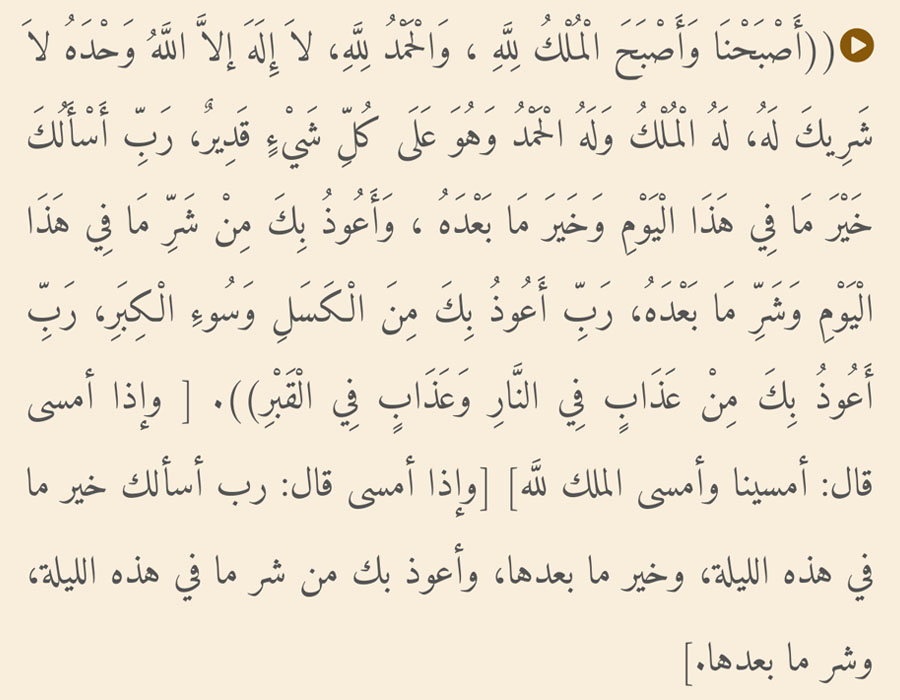 ((أَصْبَحْنَا وَأَصْبَحَ الْمُلْكُ لِلَّهِ ، وَالْحَمْدُ لِلَّهِ، لاَ إِلَهَ إلاَّ اللَّهُ وَحْدَهُ لاَ
شَرِيكَ لَهُ، لَهُ الْمُلْكُ وَلَهُ الْحَمْدُ وَهُوَ عَلَى كُلِّ شَيْءٍ قَدِيرٌ، رَبِّ أَسْأَلُكَ
خَيْرَ مَا فِي هَذَا الْيَوْمِ وَخَيرَ مَا بَعْدَهُ ، وَأَعُوذُ بِكَ مِنْ شَرِّ مَا فِي هَذَا
الْيَوْمِ وَشَرِّ مَا بَعْدَهُ، رَبِّ أَعُوذُ بِكَ مِنَ الْكَسَلِ وَسُوءِ الْكِبَرِ، رَبِّ
أَعُوذُ بِكَ مِنْ عَذَابٍ فِي النَّارِ وَعَذَابٍ فِي الْقَبْرِ)). [ وإذا أمسى
قال: أمسينا وأمسى الملك للَّه] [وإذا أمسى قال: رب أسألك خير ما
في هذه الليلة، وخير ما بعدها، وأعوذ بك من شر ما في هذه الليلة،
وشر ما بعدها.]